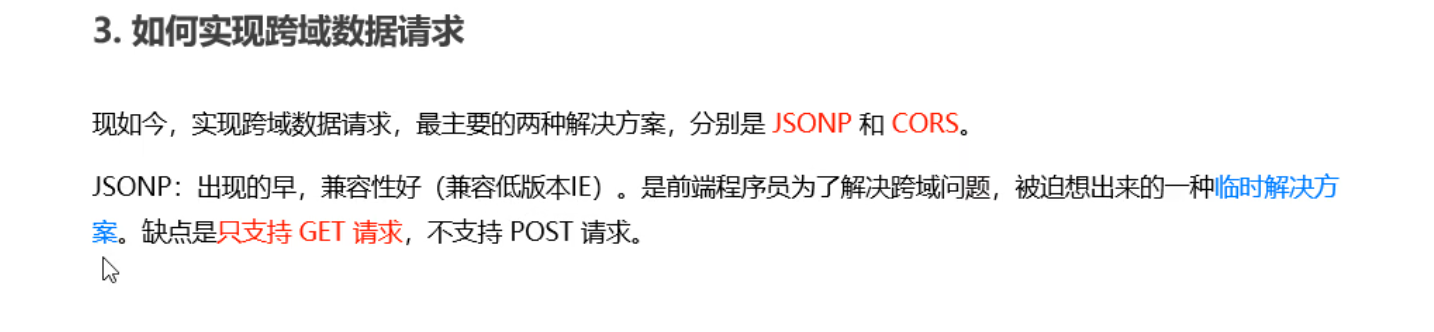 3. 如何实现跨域数据请求
现如今，实现跨域数据请求，最主要的两种解决方案，分别是 JSONP 和 CORS。
JSONP：出现的早，兼容性好（兼容低版本IE）。是前端程序员为了解决跨域问题，被迫想出来的一种临时解决方
案。缺点是只支持 GET 请求，不支持 POST 请求。